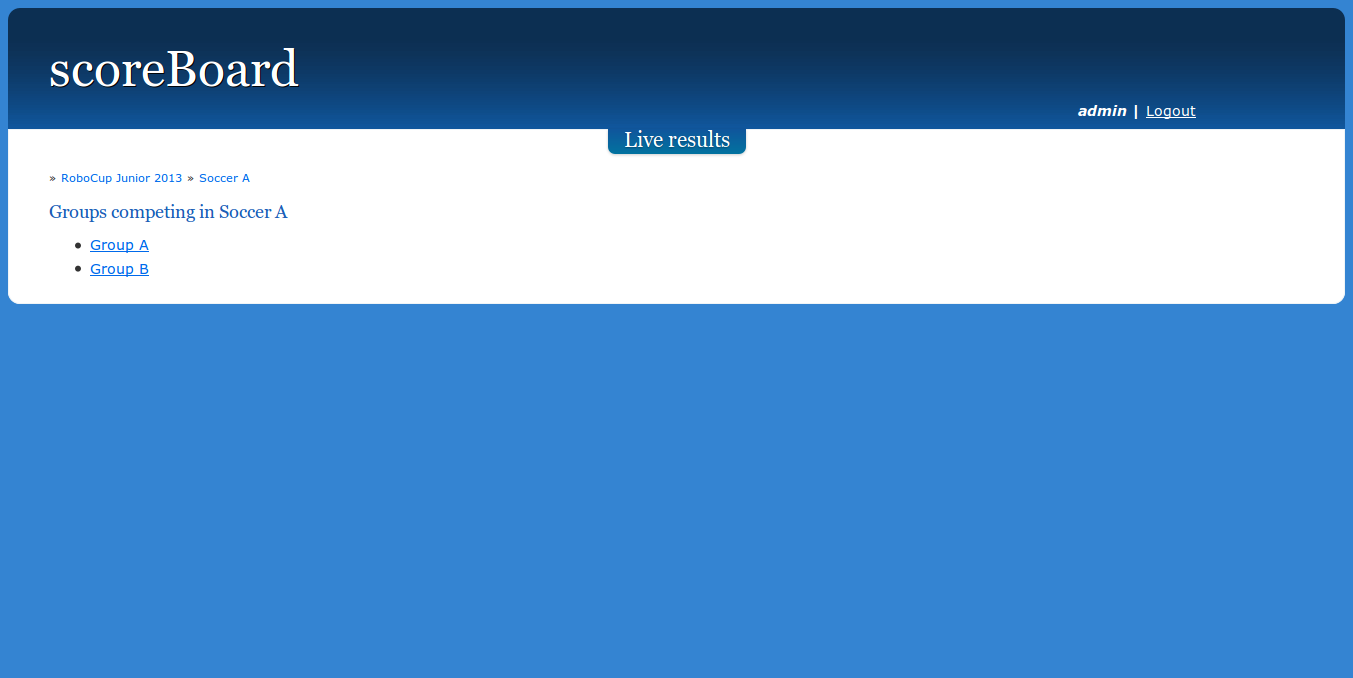 scoreBoard
admin | Logout
Live results
» RoboCup Junior 2013 » Soccer A
Groups competing in Soccer A
• Group A
• Group B